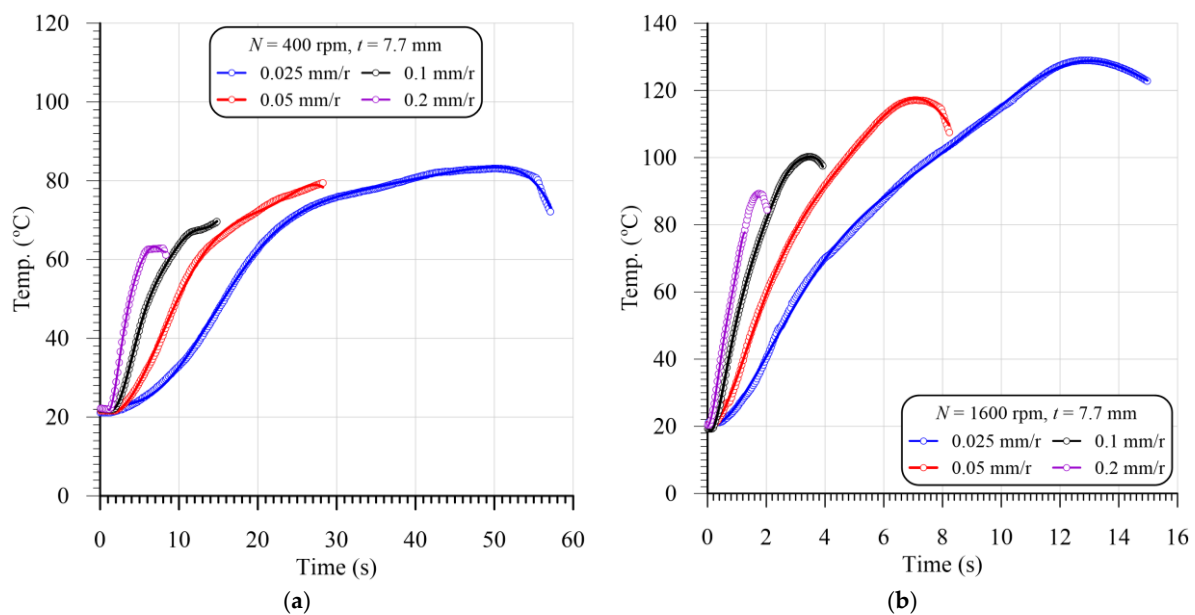 120
100
80
60
40
20
0
Temp. (°C)
N = 400 rpm, t = 7.7 mm
0.025 mm/r 0.1 mm/r
0.05 mm/r 0.2 mm/r
0 10 20 30 40 50 60
Time (s)
(a)
140
120
100
80
60
40
20
0
Temp. (°C)
N = 1600 rpm, t = 7.7 mm
0.025 mm/r 0.1 mm/r
0.05 mm/r 0.2 mm/r
0 2 4 6 8 10 12 14 16
Time (s)
(b)